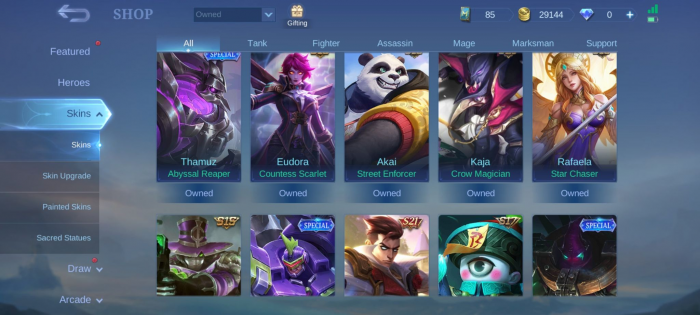 SHOP
Owned
Gifting
85
29144
0
+
Featured
Heroes
Skins
Skins
Skin Upgrade
Painted Skins
Sacred Statues
Draw
Arcade
All
Tank
Fighter
Assassin
Mage
Marksman
Support
SPECIAL
Thamuz
Abyssal Reaper
Owned
Eudora
Countess Scarlet
Owned
Akai
Street Enforcer
Owned
Kaja
Crow Magician
Owned
Rafaela
Star Chaser
Owned
S15
SPECIAL
S21
S17
SPECIAL